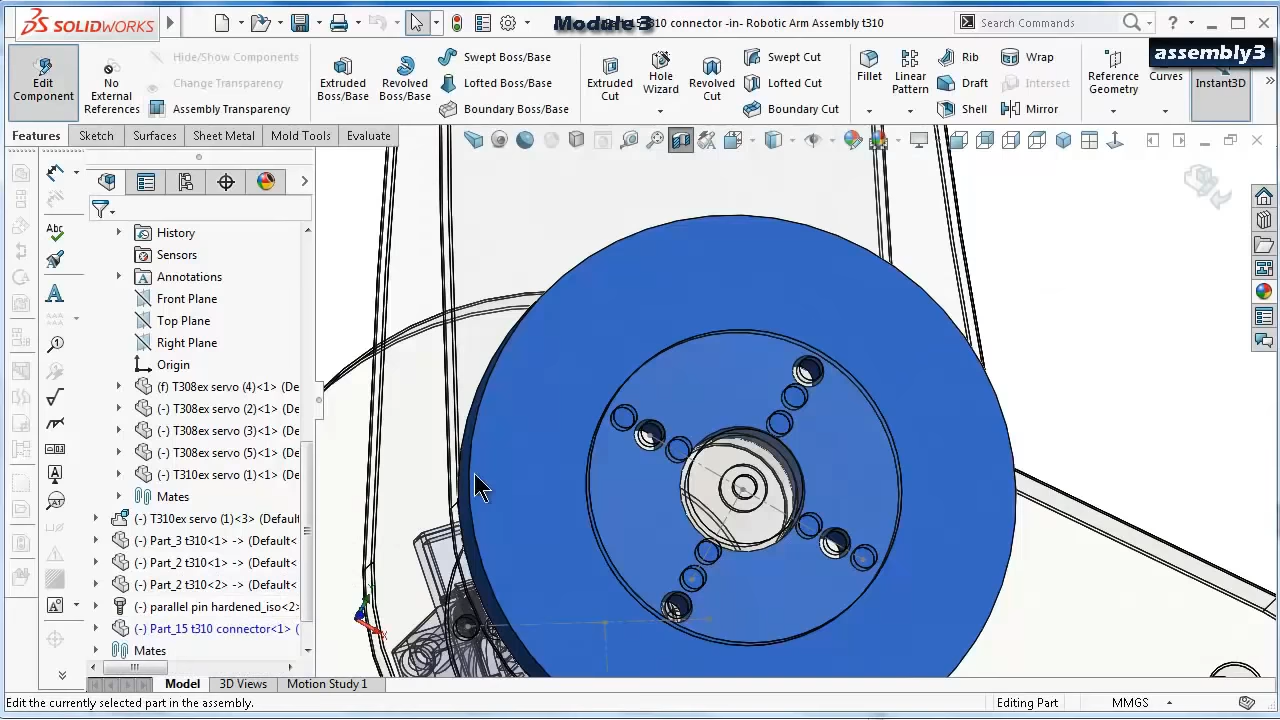 SOLIDWORKS
Module 3
t310 connector -in- Robotic Arm Assembly t310
Search Commands
assembly3
Edit Component
No External References
Hide/Show Components
Change Transparency
Assembly Transparency
Extruded Boss/Base
Revolved Boss/Base
Swept Boss/Base
Lofted Boss/Base
Boundary Boss/Base
Extruded Cut
Hole Wizard
Revolved Cut
Swept Cut
Lofted Cut
Boundary Cut
Fillet
Linear Pattern
Rib
Draft
Shell
Wrap
Intersect
Mirror
Reference Geometry
Curves
Instant3D
Features Sketch Surfaces Sheet Metal Mold Tools Evaluate
History
Sensors
Annotations
Front Plane
Top Plane
Right Plane
Origin
(f) T308ex servo (4)<1> (De
(-) T308ex servo (2)<1> (De
(-) T308ex servo (3)<1> (De
(-) T308ex servo (5)<1> (De
(-) T310ex servo (1)<1> (De
Mates
(-) T310ex servo (1)<3> (Default
(-) Part_3 t310<1> -> (Default<
(-) Part_2 t310<1> -> (Default<
(-) Part_2 t310<2> -> (Default<
(-) parallel pin hardened_iso<2>
(-) Part_15 t310 connector<1> (
Mates
Model 3D Views Motion Study 1
Edit the currently selected part in the assembly.
Editing Part
MMGS